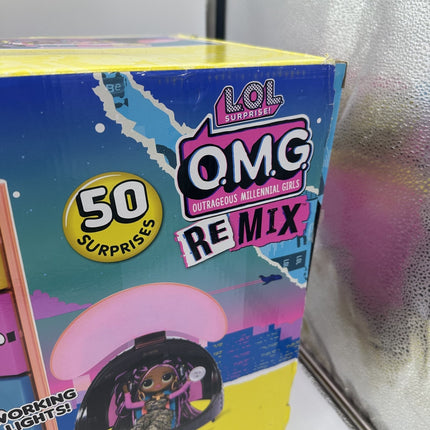 L.O.L.
SURPRISE!
O.M.G.
OUTRAGEOUS MILLENNIAL GIRLS
REMIX
50
SURPRISES
WORKING
LIGHTS!